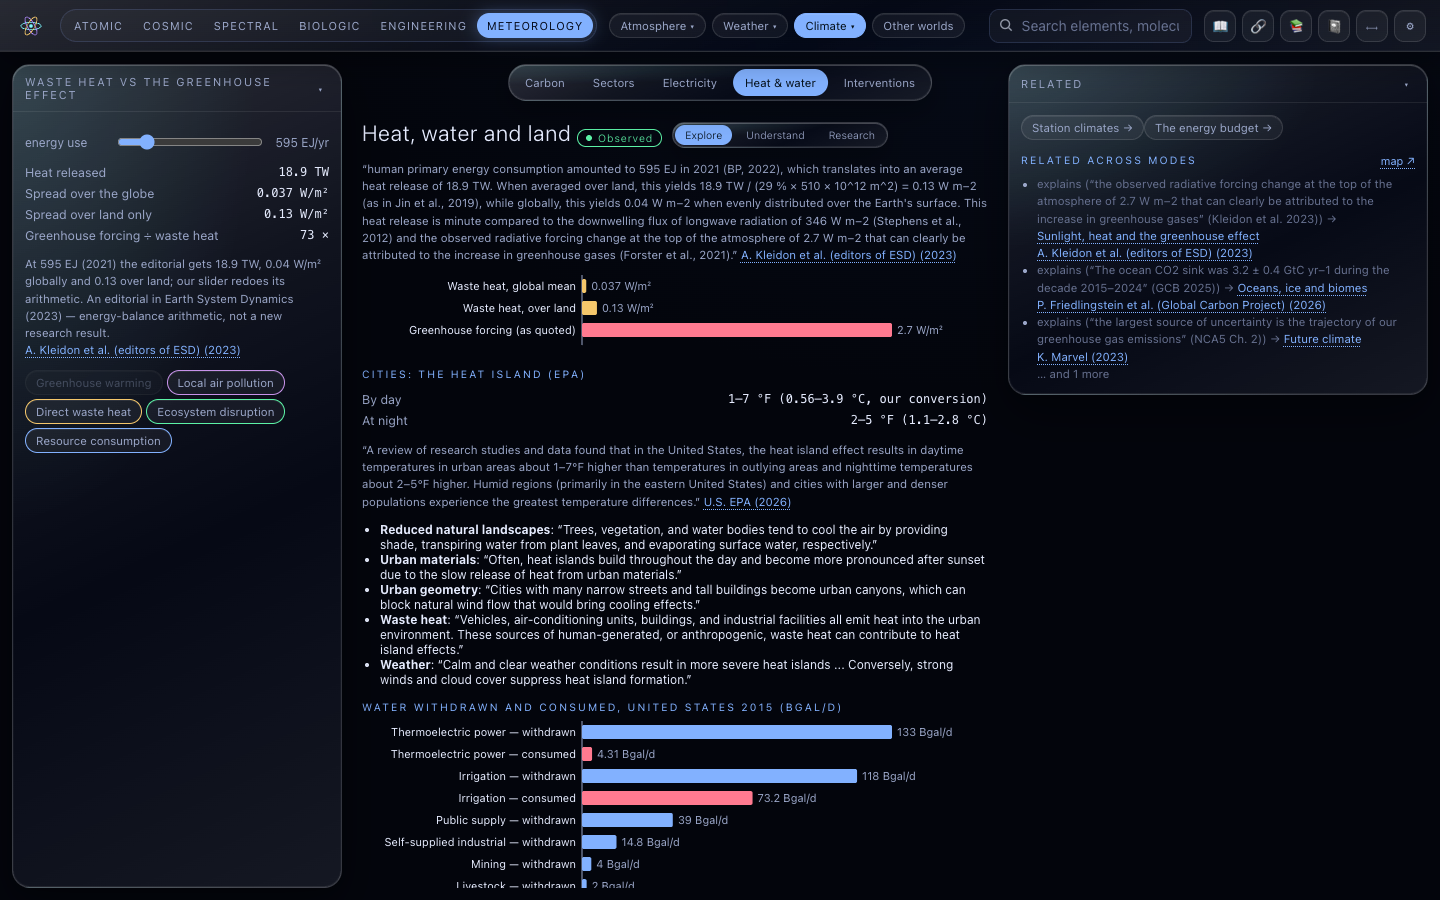 ATOMIC COSMIC SPECTRAL BIOLOGIC ENGINEERING METEOROLOGY Atmosphere ▾ Weather ▾ Climate ▾ Other worlds Search elements, molecu
WASTE HEAT VS THE GREENHOUSE
EFFECT
energy use 595 EJ/yr
Heat released 18.9 TW
Spread over the globe 0.037 W/m²
Spread over land only 0.13 W/m²
Greenhouse forcing ÷ waste heat 73 ×
At 595 EJ (2021) the editorial gets 18.9 TW, 0.04 W/m²
globally and 0.13 over land; our slider redoes its
arithmetic. An editorial in Earth System Dynamics
(2023) — energy-balance arithmetic, not a new
research result.
A. Kleidon et al. (editors of ESD) (2023)
Greenhouse warming Local air pollution
Direct waste heat Ecosystem disruption
Resource consumption
Carbon Sectors Electricity Heat & water Interventions
Heat, water and land Observed Explore Understand Research
“human primary energy consumption amounted to 595 EJ in 2021 (BP, 2022), which translates into an average
heat release of 18.9 TW. When averaged over land, this yields 18.9 TW / (29 % × 510 × 10^12 m^2) = 0.13 W m−2
(as in Jin et al., 2019), while globally, this yields 0.04 W m−2 when evenly distributed over the Earth's surface. This
heat release is minute compared to the downwelling flux of longwave radiation of 346 W m−2 (Stephens et al.,
2012) and the observed radiative forcing change at the top of the atmosphere of 2.7 W m−2 that can clearly be
attributed to the increase in greenhouse gases (Forster et al., 2021).” A. Kleidon et al. (editors of ESD) (2023)
Waste heat, global mean 0.037 W/m²
Waste heat, over land 0.13 W/m²
Greenhouse forcing (as quoted) 2.7 W/m²
CITIES: THE HEAT ISLAND (EPA)
By day 1–7 °F (0.56–3.9 °C, our conversion)
At night 2–5 °F (1.1–2.8 °C)
“A review of research studies and data found that in the United States, the heat island effect results in daytime
temperatures in urban areas about 1–7°F higher than temperatures in outlying areas and nighttime temperatures
about 2–5°F higher. Humid regions (primarily in the eastern United States) and cities with larger and denser
populations experience the greatest temperature differences.” U.S. EPA (2026)
• Reduced natural landscapes: “Trees, vegetation, and water bodies tend to cool the air by providing
shade, transpiring water from plant leaves, and evaporating surface water, respectively.”
• Urban materials: “Often, heat islands build throughout the day and become more pronounced after sunset
due to the slow release of heat from urban materials.”
• Urban geometry: “Cities with many narrow streets and tall buildings become urban canyons, which can
block natural wind flow that would bring cooling effects.”
• Waste heat: “Vehicles, air-conditioning units, buildings, and industrial facilities all emit heat into the urban
environment. These sources of human-generated, or anthropogenic, waste heat can contribute to heat
island effects.”
• Weather: “Calm and clear weather conditions result in more severe heat islands ... Conversely, strong
winds and cloud cover suppress heat island formation.”
WATER WITHDRAWN AND CONSUMED, UNITED STATES 2015 (BGAL/D)
Thermoelectric power — withdrawn 133 Bgal/d
Thermoelectric power — consumed 4.31 Bgal/d
Irrigation — withdrawn 118 Bgal/d
Irrigation — consumed 73.2 Bgal/d
Public supply — withdrawn 39 Bgal/d
Self-supplied industrial — withdrawn 14.8 Bgal/d
Mining — withdrawn 4 Bgal/d
Livestock — withdrawn 2 Bgal/d
RELATED
Station climates → The energy budget →
RELATED ACROSS MODES map ↗
• explains (“the observed radiative forcing change at the top of the
atmosphere of 2.7 W m−2 that can clearly be attributed to the
increase in greenhouse gases” (Kleidon et al. 2023)) →
Sunlight, heat and the greenhouse effect
A. Kleidon et al. (editors of ESD) (2023)
• explains (“The ocean CO2 sink was 3.2 ± 0.4 GtC yr−1 during the
decade 2015–2024” (GCB 2025)) → Oceans, ice and biomes
P. Friedlingstein et al. (Global Carbon Project) (2026)
• explains (“the largest source of uncertainty is the trajectory of our
greenhouse gas emissions” (NCA5 Ch. 2)) → Future climate
K. Marvel (2023)
... and 1 more